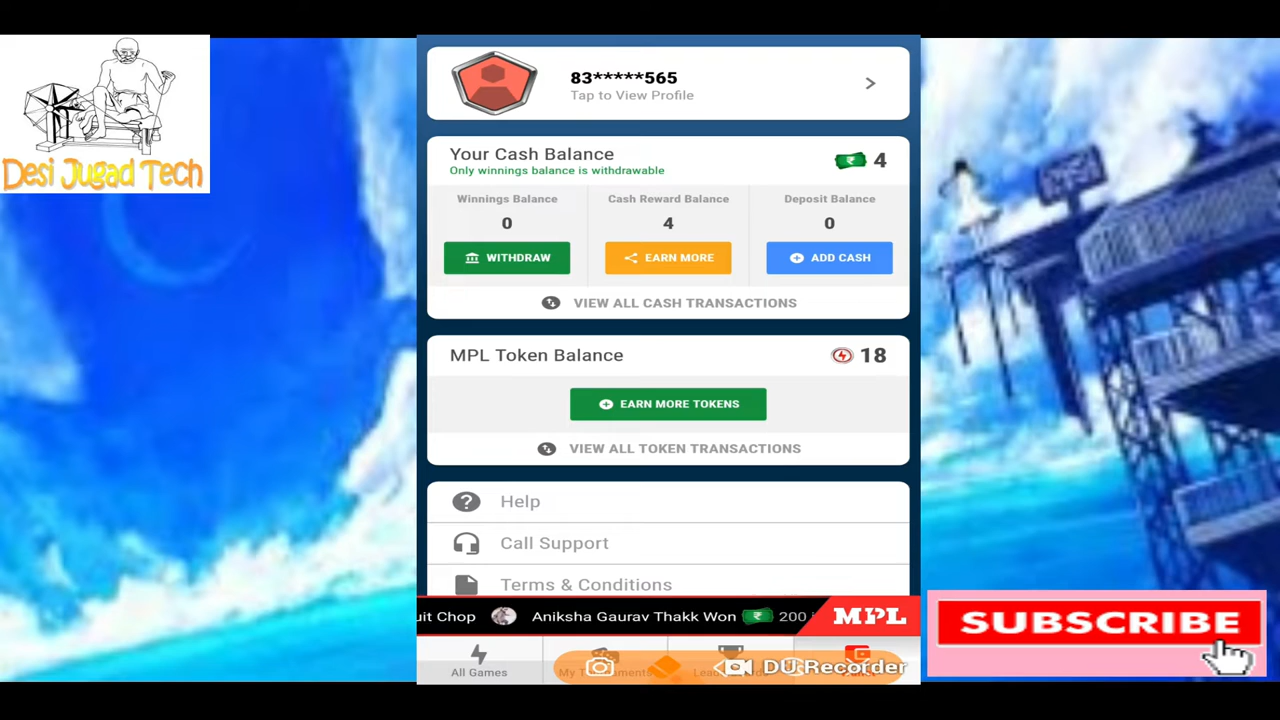 Desi Jugad Tech
83*****565
Tap to View Profile
Your Cash Balance
Only winnings balance is withdrawable
4
Winnings Balance
Cash Reward Balance
Deposit Balance
0
4
0
WITHDRAW
EARN MORE
ADD CASH
VIEW ALL CASH TRANSACTIONS
MPL Token Balance
18
EARN MORE TOKENS
VIEW ALL TOKEN TRANSACTIONS
Help
Call Support
Terms & Conditions
uit Chop
Aniksha Gaurav Thakk Won
200
MPL
SUBSCRIBE
All Games
DU Recorder